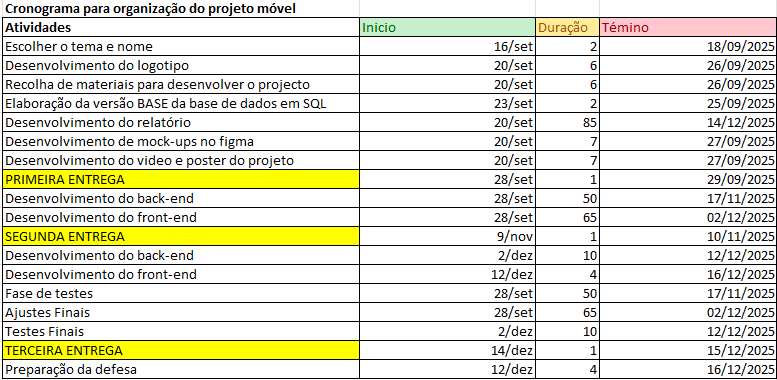 Cronograma para organização do projeto móvel
Atividades Inicio Duração Témino
Escolher o tema e nome 16/set 2 18/09/2025
Desenvolvimento do logotipo 20/set 6 26/09/2025
Recolha de materiais para desenvolver o projecto 20/set 6 26/09/2025
Elaboração da versão BASE da base de dados em SQL 23/set 2 25/09/2025
Desenvolvimento do relatório 20/set 85 14/12/2025
Desenvolvimento de mock-ups no figma 20/set 7 27/09/2025
Desenvolvimento do video e poster do projeto 20/set 7 27/09/2025
PRIMEIRA ENTREGA 28/set 1 29/09/2025
Desenvolvimento do back-end 28/set 50 17/11/2025
Desenvolvimento do front-end 28/set 65 02/12/2025
SEGUNDA ENTREGA 9/nov 1 10/11/2025
Desenvolvimento do back-end 2/dez 10 12/12/2025
Desenvolvimento do front-end 12/dez 4 16/12/2025
Fase de testes 28/set 50 17/11/2025
Ajustes Finais 28/set 65 02/12/2025
Testes Finais 2/dez 10 12/12/2025
TERCEIRA ENTREGA 14/dez 1 15/12/2025
Preparação da defesa 12/dez 4 16/12/2025